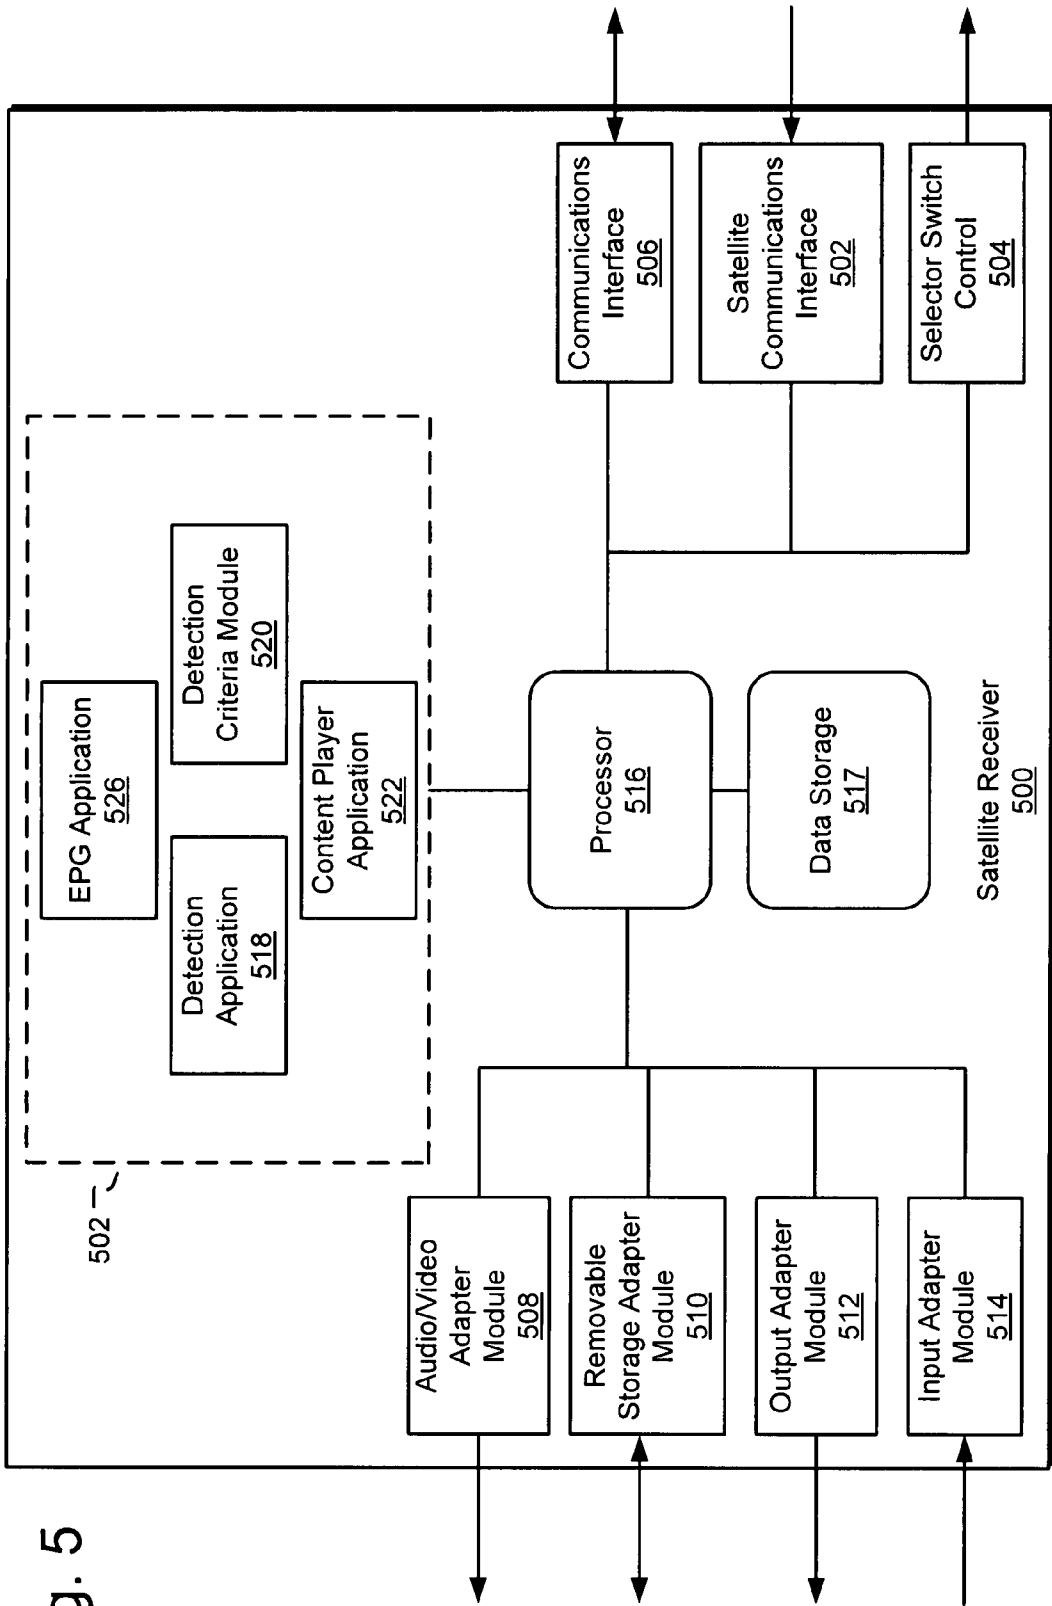 g. 5
502
EPG Application
526
Detection
Application
518
Detection
Criteria Module
520
Content Player
Application
522
Audio/Video
Adapter
Module
508
Removable
Storage Adapter
Module
510
Output Adapter
Module
512
Input Adapter
Module
514
Processor
516
Data Storage
517
Communications
Interface
506
Satellite
Communications
Interface
502
Selector Switch
Control
504
Satellite Receiver
500